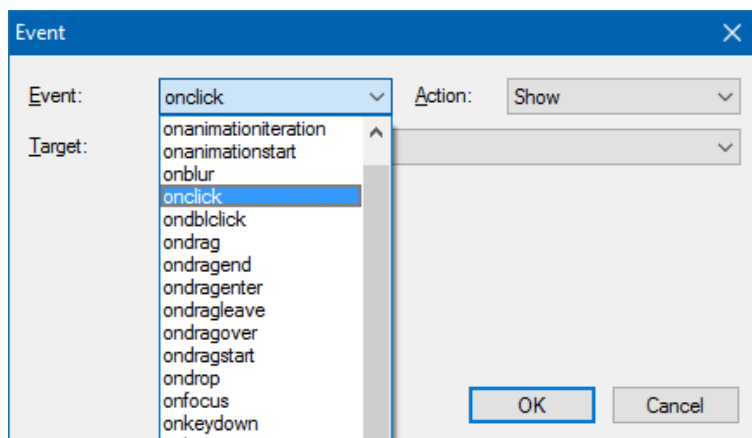 Event
Event: onclick Action: Show
Target:
onanimationiteration
onanimationstart
onblur
onclick
ondblclick
ondrag
ondragend
ondragenter
ondragleave
ondragover
ondragstart
ondrop
onfocus
onkeydown
OK Cancel